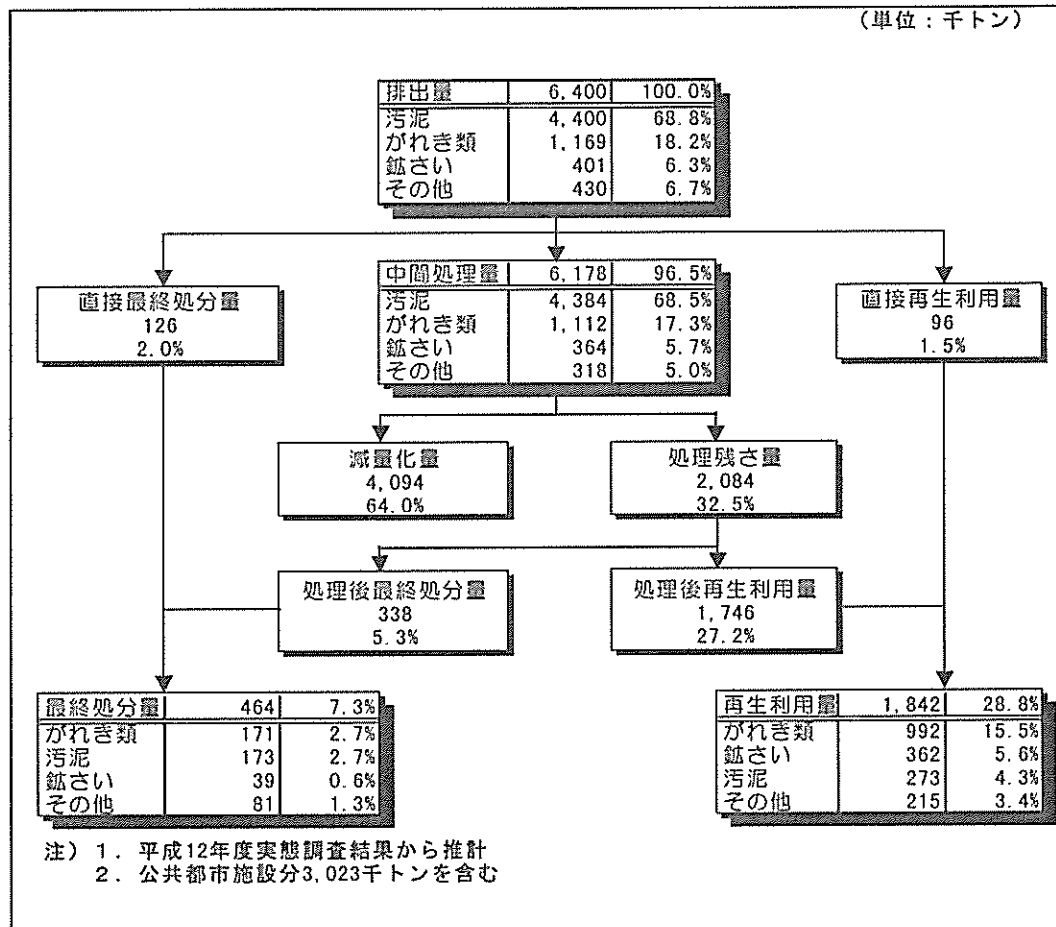 (単位：千トン)
排出量 6,400 100.0%
汚泥 4,400 68.8%
がれき類 1,169 18.2%
鉱さい 401 6.3%
その他 430 6.7%
中間処理量 6,178 96.5%
汚泥 4,384 68.5%
がれき類 1,112 17.3%
鉱さい 364 5.7%
その他 318 5.0%
直接最終処分量
126
2.0%
直接再生利用量
96
1.5%
減量化量
4,094
64.0%
処理残さ量
2,084
32.5%
処理後最終処分量
338
5.3%
処理後再生利用量
1,746
27.2%
最終処分量 464 7.3%
がれき類 171 2.7%
汚泥 173 2.7%
鉱さい 39 0.6%
その他 81 1.3%
再生利用量 1,842 28.8%
がれき類 992 15.5%
鉱さい 362 5.6%
汚泥 273 4.3%
その他 215 3.4%
注) 1．平成12年度実態調査結果から推計
2．公共都市施設分3,023千トンを含む